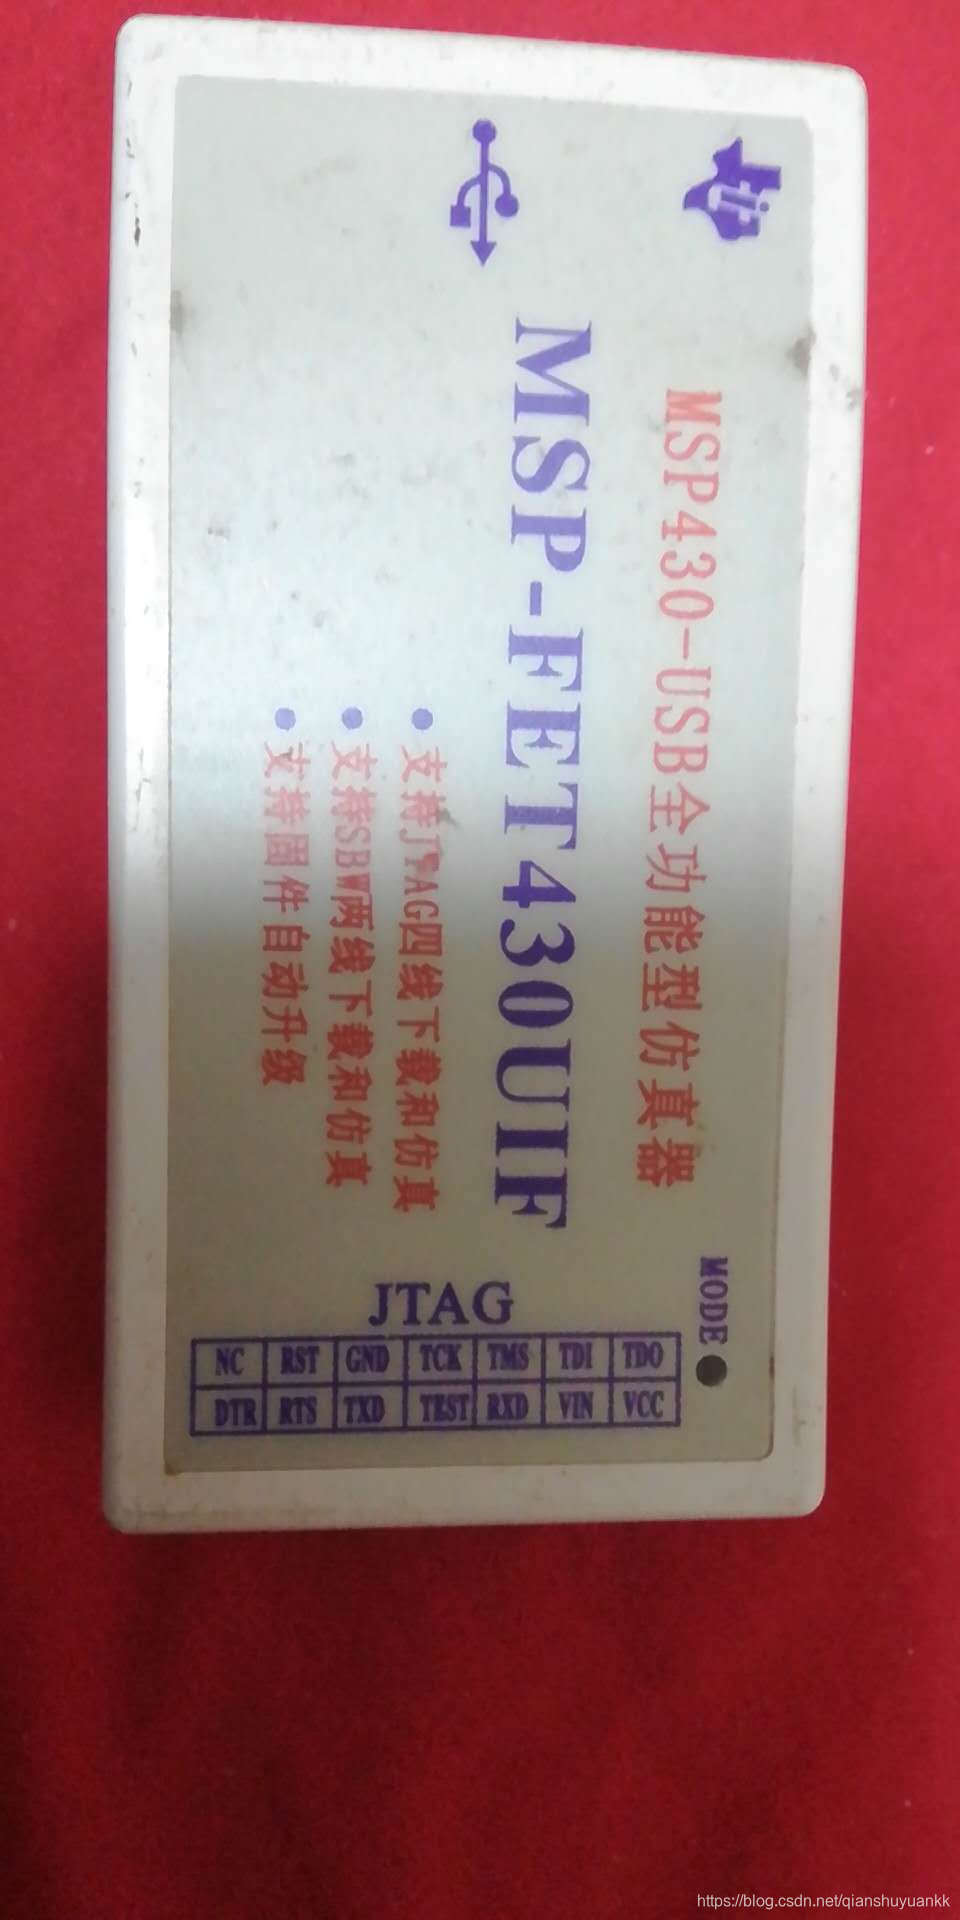 MSP430-USB全功能型仿真器
MODE
MSP-FET430UIF
支持JTAG四线下载和仿真
支持SBW两线下载和仿真
支持固件自动升级
JTAG
NC RST GND TCK TMS TDI TDO
DTR RTS TXD TEST RXD VIN VCC
https://blog.csdn.net/qianshuyuankk